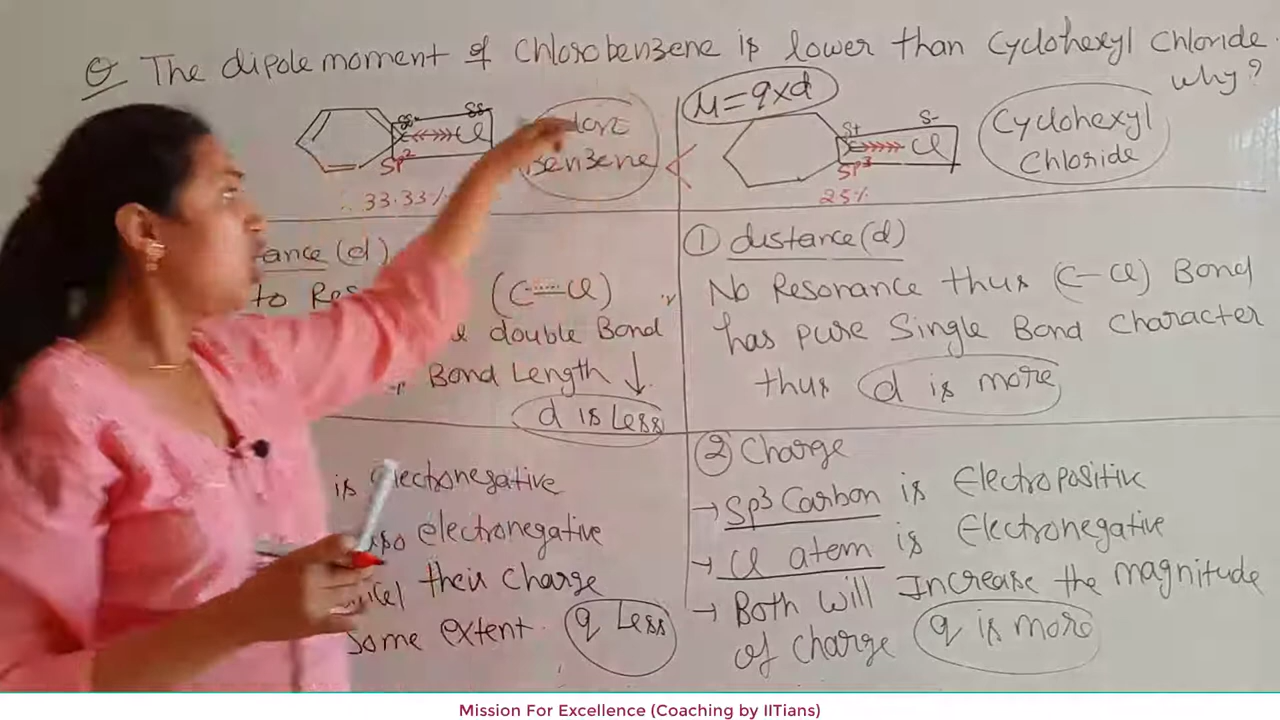 Q The dipole moment of Chlorobenzene is lower than Cyclohexyl Chloride.
why?
Cl
SP²
33.33%
Benzene
μ = q×d
<
δ+
δ-
Cl
SP³
25%
Cyclohexyl
Chloride
(d)
to Res
(C┈Cl)
double Bond
Bond Length ↓
d is Less
① distance (d)
No Resonance thus (C-Cl) Bond
has pure Single Bond Character
thus d is more
is electronegative
electronegative
their charge
Some extent
q Less
② Charge
→ SP³ Carbon is Electropositive
→ Cl atom is Electronegative
→ Both will Increase the magnitude
of charge q is more
Mission For Excellence (Coaching by IITians)